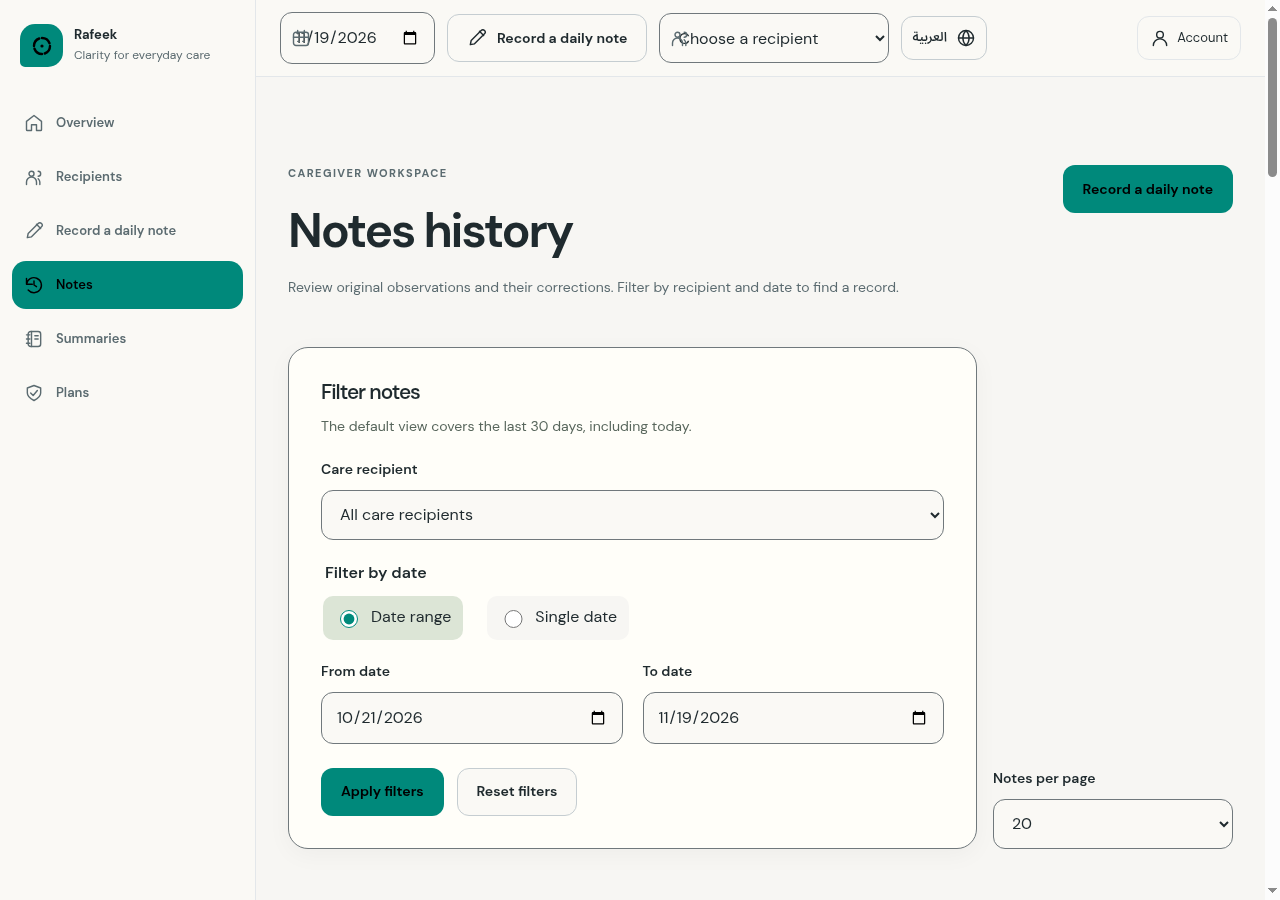 Rafeek
Clarity for everyday care
Overview
Recipients
Record a daily note
Notes
Summaries
Plans
/19/2026
Record a daily note
Choose a recipient
العربية
Account
CAREGIVER WORKSPACE
Record a daily note
Notes history
Review original observations and their corrections. Filter by recipient and date to find a record.
Filter notes
The default view covers the last 30 days, including today.
Care recipient
All care recipients
Filter by date
Date range
Single date
From date
To date
10/21/2026
11/19/2026
Apply filters
Reset filters
Notes per page
20